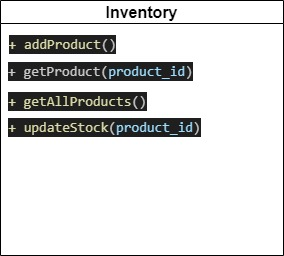 Inventory
+ addProduct()
+ getProduct(product_id)
+ getAllProducts()
+ updateStock(product_id)